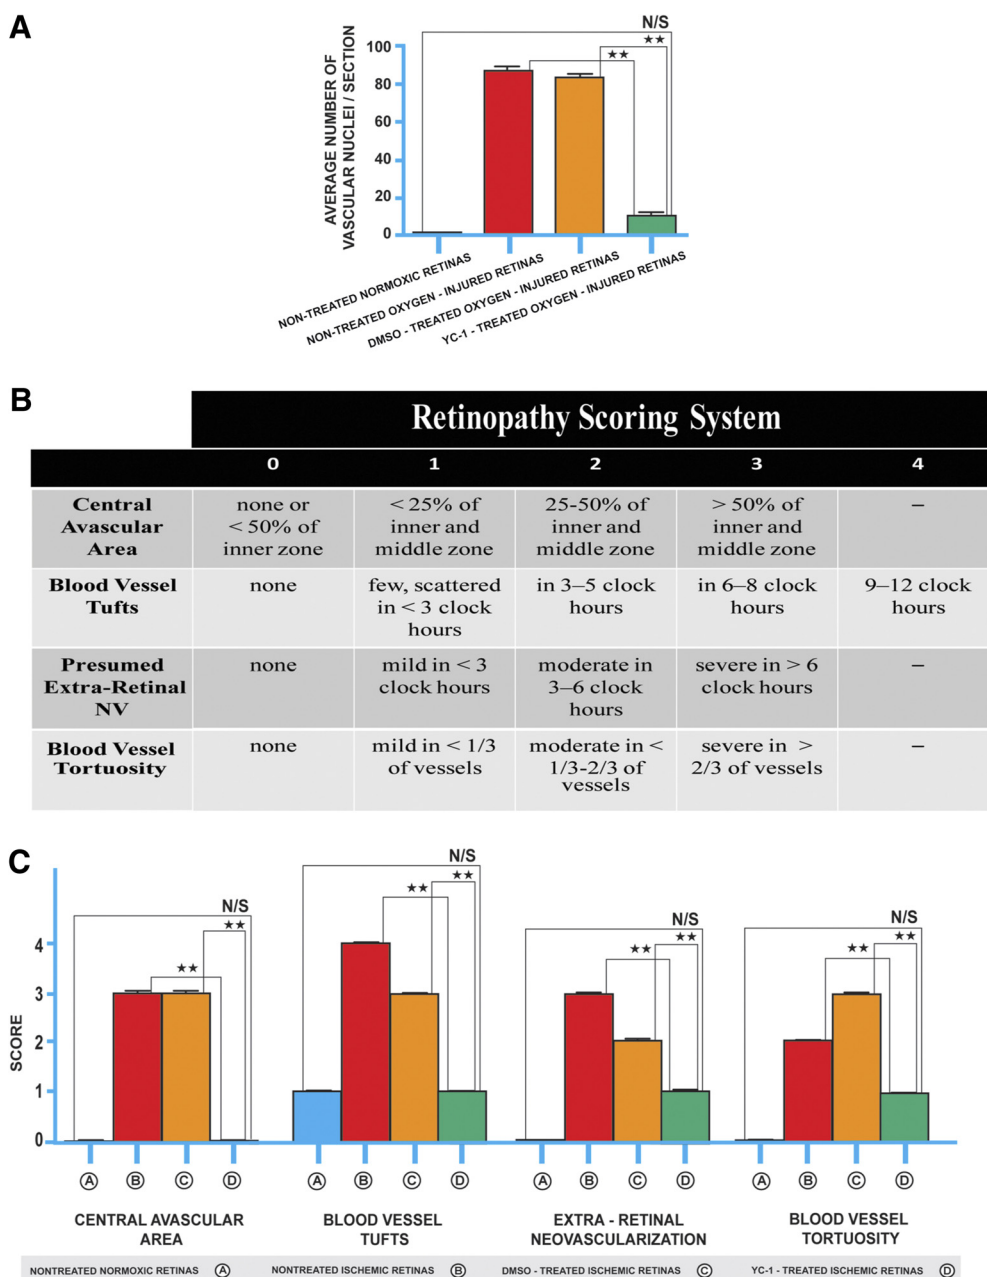 A
N/S
★★
★★
AVERAGE NUMBER OF
VASCULAR NUCLEI / SECTION
100
80
60
40
20
0
NON-TREATED NORMOXIC RETINAS
NON-TREATED OXYGEN - INJURED RETINAS
DMSO - TREATED OXYGEN - INJURED RETINAS
YC-1 - TREATED OXYGEN - INJURED RETINAS
B
Retinopathy Scoring System
0 1 2 3 4
Central Avascular Area
none or < 50% of inner zone
< 25% of inner and middle zone
25-50% of inner and middle zone
> 50% of inner and middle zone
–
Blood Vessel Tufts
none
few, scattered in < 3 clock hours
in 3–5 clock hours
in 6–8 clock hours
9–12 clock hours
Presumed Extra-Retinal NV
none
mild in < 3 clock hours
moderate in 3–6 clock hours
severe in > 6 clock hours
–
Blood Vessel Tortuosity
none
mild in < 1/3 of vessels
moderate in < 1/3-2/3 of vessels
severe in > 2/3 of vessels
–
C
SCORE
4
3
2
1
0
N/S
★★
★★
N/S
★★
★★
N/S
★★
★★
N/S
★★
★★
A B C D A B C D A B C D A B C D
CENTRAL AVASCULAR
AREA
BLOOD VESSEL
TUFTS
EXTRA - RETINAL
NEOVASCULARIZATION
BLOOD VESSEL
TORTUOSITY
NONTREATED NORMOXIC RETINAS A NONTREATED ISCHEMIC RETINAS B DMSO - TREATED ISCHEMIC RETINAS C YC-1 - TREATED ISCHEMIC RETINAS D